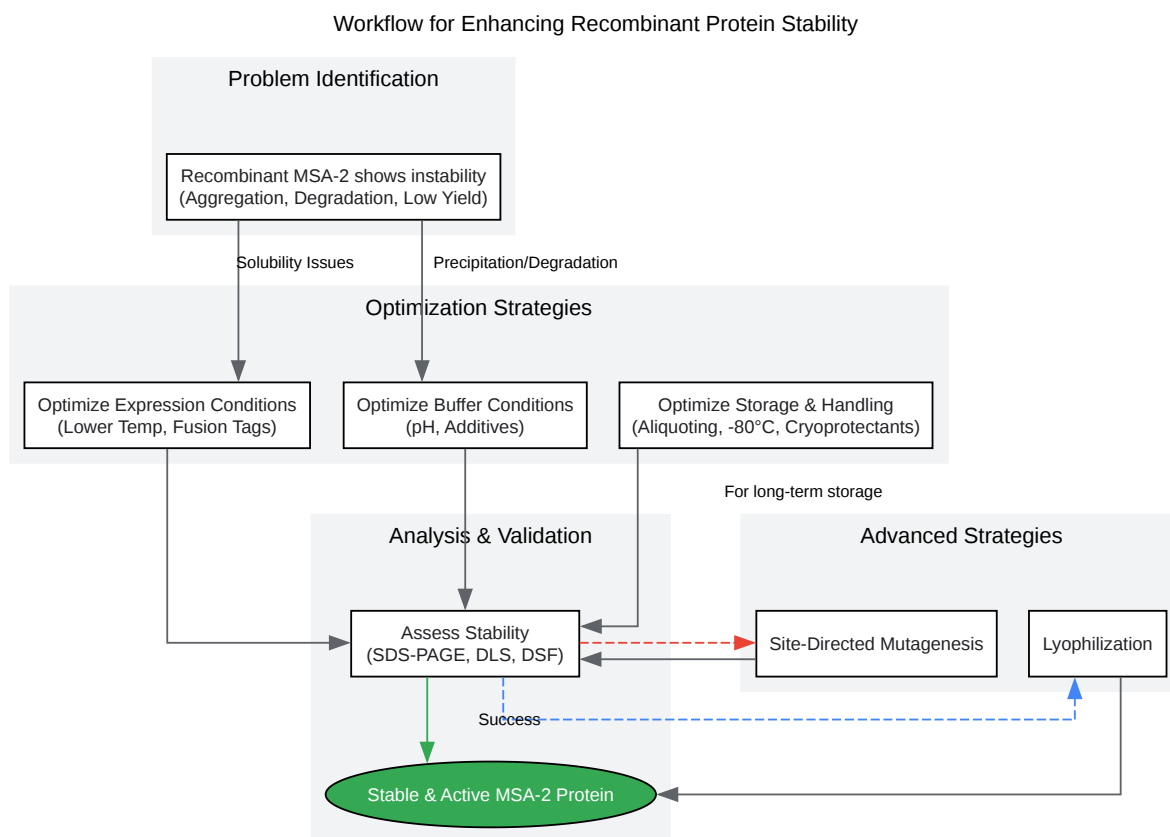 Workflow for Enhancing Recombinant Protein Stability
Problem Identification
Recombinant MSA-2 shows instability
(Aggregation, Degradation, Low Yield)
Solubility Issues
Precipitation/Degradation
Optimization Strategies
Optimize Expression Conditions
(Lower Temp, Fusion Tags)
Optimize Buffer Conditions
(pH, Additives)
Optimize Storage & Handling
(Aliquoting, -80°C, Cryoprotectants)
For long-term storage
Analysis & Validation
Advanced Strategies
Assess Stability
(SDS-PAGE, DLS, DSF)
Site-Directed Mutagenesis
Lyophilization
Success
Stable & Active MSA-2 Protein